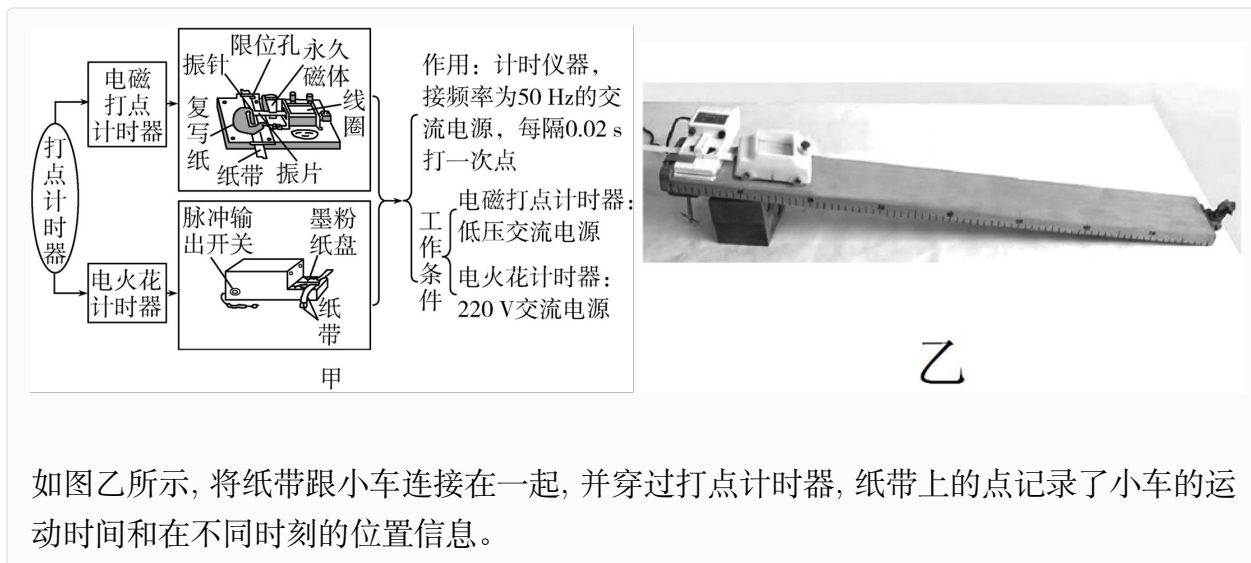 打点计时器
电磁
打点
计时器
振针
限位孔
永久
磁体
线圈
复写纸
纸带
振片
电火花
计时器
脉冲输
出开关
墨粉
纸盘
纸带
作用：计时仪器，
接频率为50 Hz的交
流电源，每隔0.02 s
打一次点
工作条件
电磁打点计时器：
低压交流电源
电火花计时器：
220 V交流电源
甲
乙
如图乙所示, 将纸带跟小车连接在一起, 并穿过打点计时器, 纸带上的点记录了小车的运
动时间和在不同时刻的位置信息。